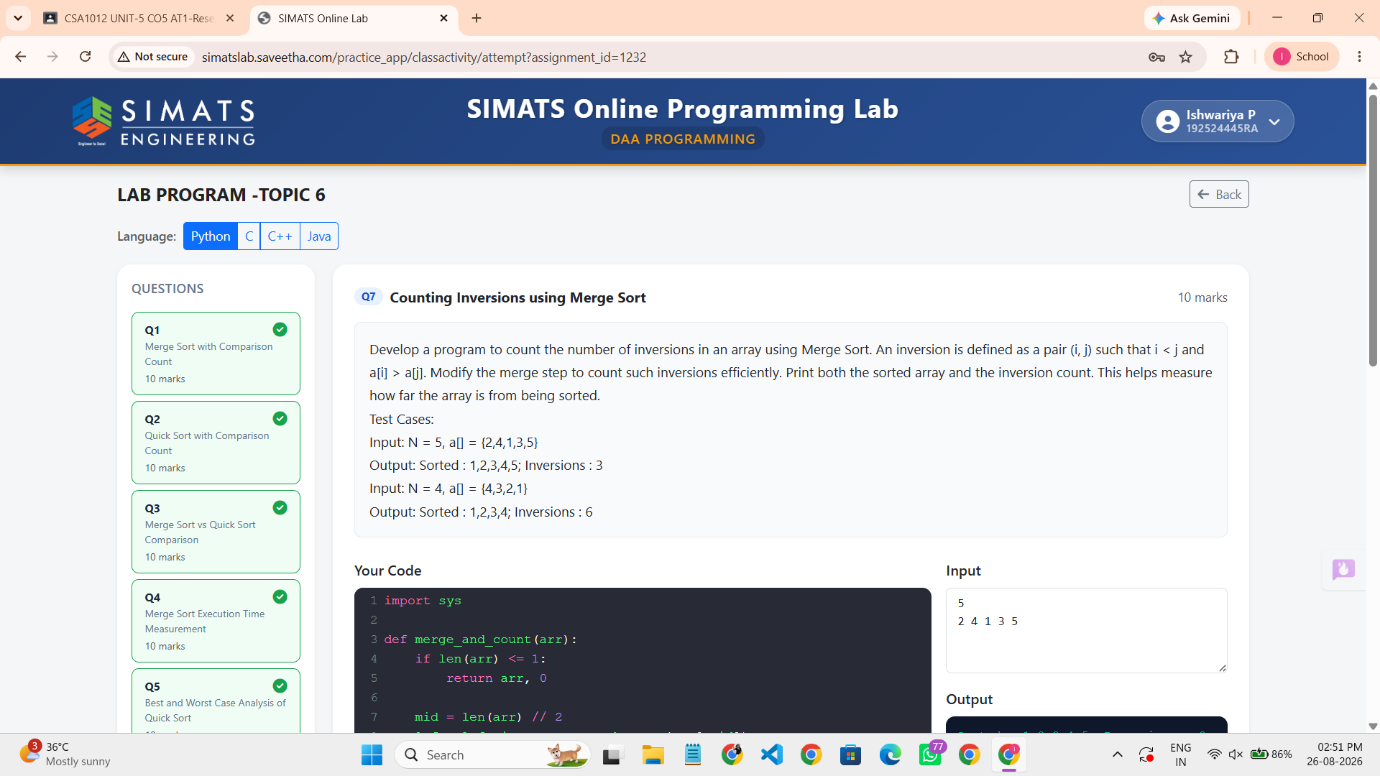 CSA1012 UNIT-5 CO5 AT1-Rese
SIMATS Online Lab
Ask Gemini
Not secure
simatslab.saveetha.com/practice_app/classactivity/attempt?assignment_id=1232
I
School
SIMATS
ENGINEERING
SIMATS Online Programming Lab
DAA PROGRAMMING
Ishwariya P
192524445RA
LAB PROGRAM -TOPIC 6
Back
Language:
Python
C
C++
Java
QUESTIONS
Q1
Merge Sort with Comparison
Count
10 marks
Q2
Quick Sort with Comparison
Count
10 marks
Q3
Merge Sort vs Quick Sort
Comparison
10 marks
Q4
Merge Sort Execution Time
Measurement
10 marks
Q5
Best and Worst Case Analysis of
Quick Sort
Q7
Counting Inversions using Merge Sort
10 marks
Develop a program to count the number of inversions in an array using Merge Sort. An inversion is defined as a pair (i, j) such that i < j and
a[i] > a[j]. Modify the merge step to count such inversions efficiently. Print both the sorted array and the inversion count. This helps measure
how far the array is from being sorted.
Test Cases:
Input: N = 5, a[] = {2,4,1,3,5}
Output: Sorted : 1,2,3,4,5; Inversions : 3
Input: N = 4, a[] = {4,3,2,1}
Output: Sorted : 1,2,3,4; Inversions : 6
Your Code
1 import sys
2
3 def merge_and_count(arr):
4     if len(arr) <= 1:
5         return arr, 0
6
7     mid = len(arr) // 2
Input
5
2 4 1 3 5
Output
3
36°C
Mostly sunny
Search
77
ENG
IN
86%
02:51 PM
26-08-2026